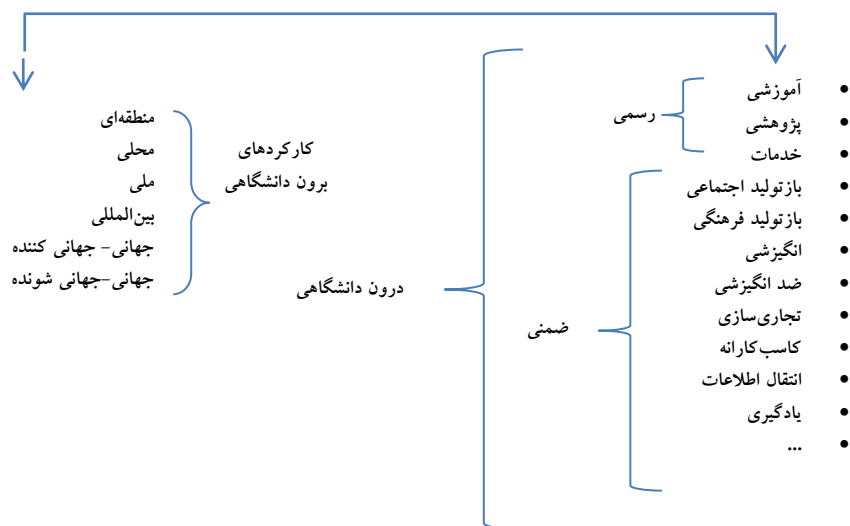 آموزشی
پژوهشی
خدمات
رسمی
بازتولید اجتماعی
بازتولید فرهنگی
انگیزشی
ضد انگیزشی
تجاری‌سازی
کاسب‌کارانه
انتقال اطلاعات
یادگیری
...
ضمنی
درون دانشگاهی
کارکردهای
برون دانشگاهی
منطقه‌ای
محلی
ملی
بین‌المللی
جهانی- جهانی کننده
جهانی-جهانی شونده